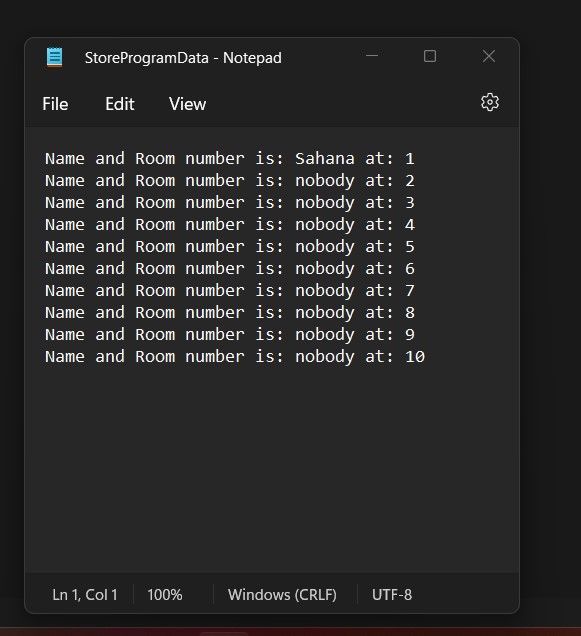 StoreProgramData - Notepad
File Edit View
Name and Room number is: Sahana at: 1
Name and Room number is: nobody at: 2
Name and Room number is: nobody at: 3
Name and Room number is: nobody at: 4
Name and Room number is: nobody at: 5
Name and Room number is: nobody at: 6
Name and Room number is: nobody at: 7
Name and Room number is: nobody at: 8
Name and Room number is: nobody at: 9
Name and Room number is: nobody at: 10
Ln 1, Col 1 100% Windows (CRLF) UTF-8